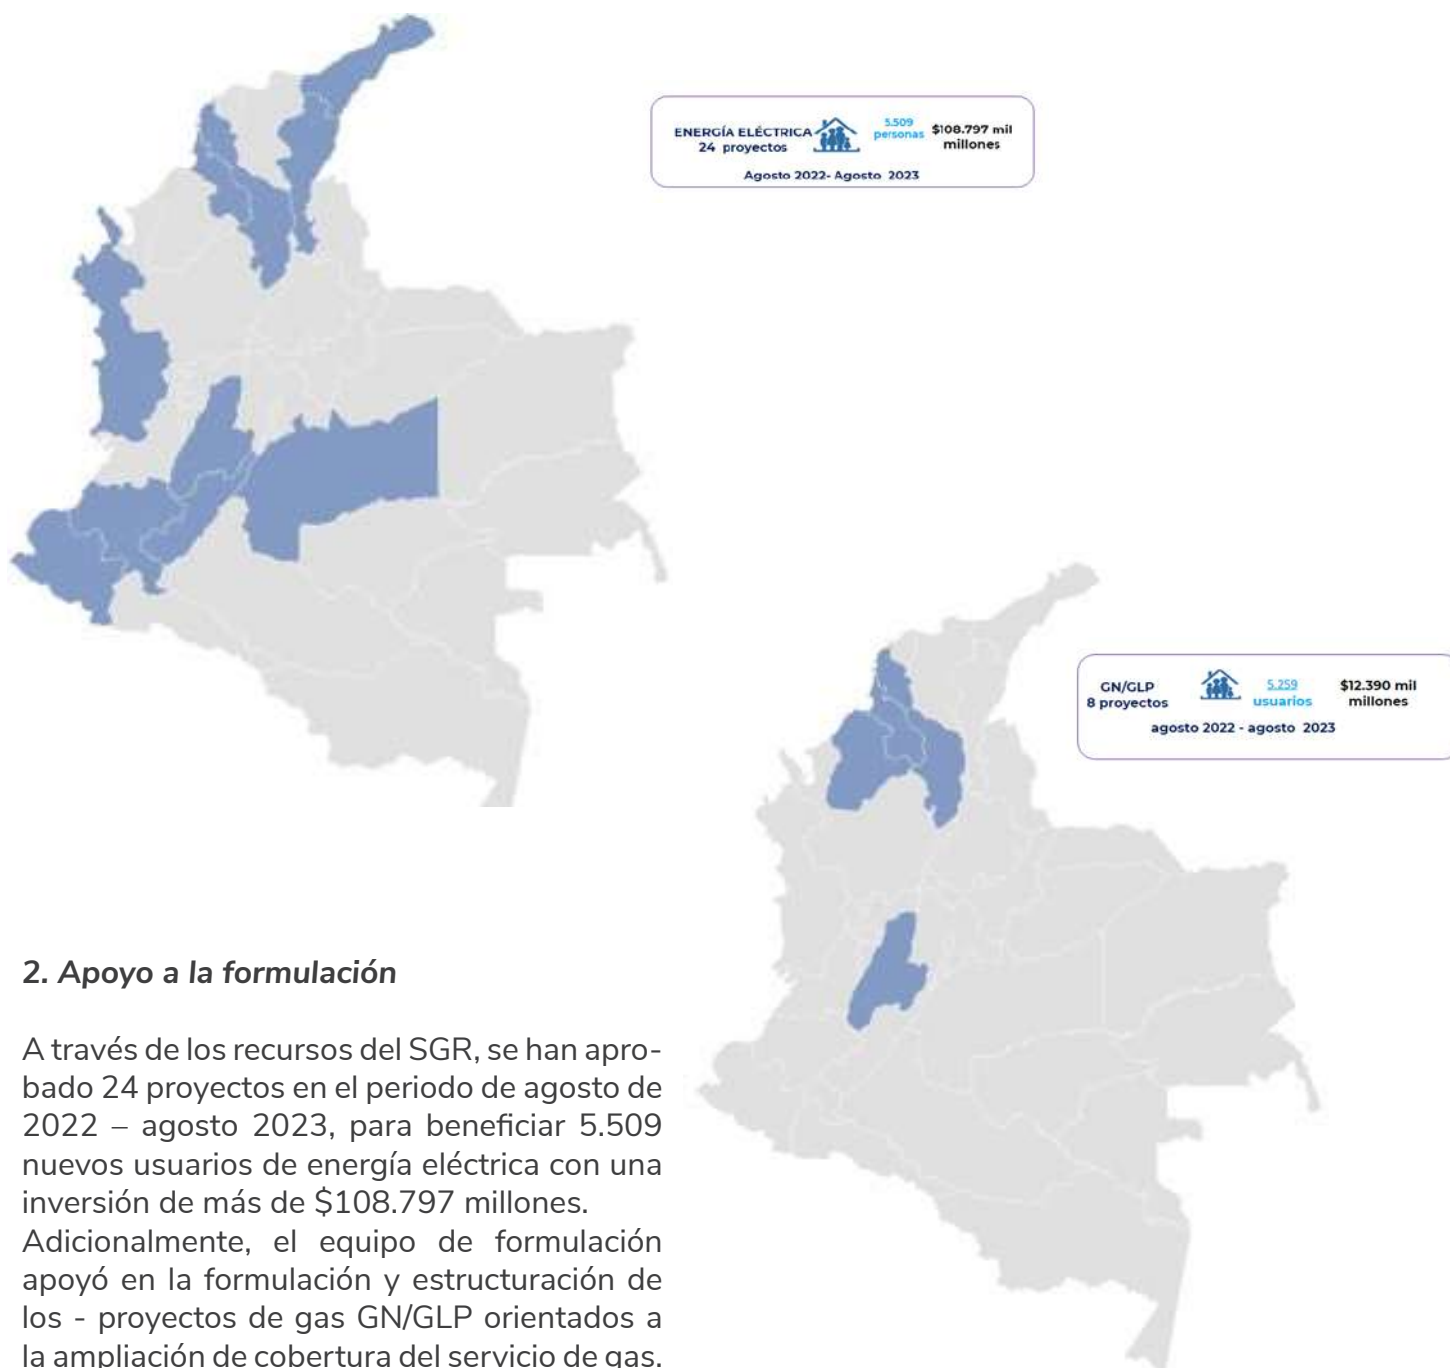 ENERGÍA ELÉCTRICA
24 proyectos
5.509
personas
$108.797 mil
millones
Agosto 2022- Agosto 2023
GN/GLP
8 proyectos
5.259
usuarios
$12.390 mil
millones
agosto 2022 - agosto 2023
2. Apoyo a la formulación
A través de los recursos del SGR, se han apro-
bado 24 proyectos en el periodo de agosto de
2022 – agosto 2023, para beneficiar 5.509
nuevos usuarios de energía eléctrica con una
inversión de más de $108.797 millones.
Adicionalmente, el equipo de formulación
apoyó en la formulación y estructuración de
los - proyectos de gas GN/GLP orientados a
la ampliación de cobertura del servicio de gas.